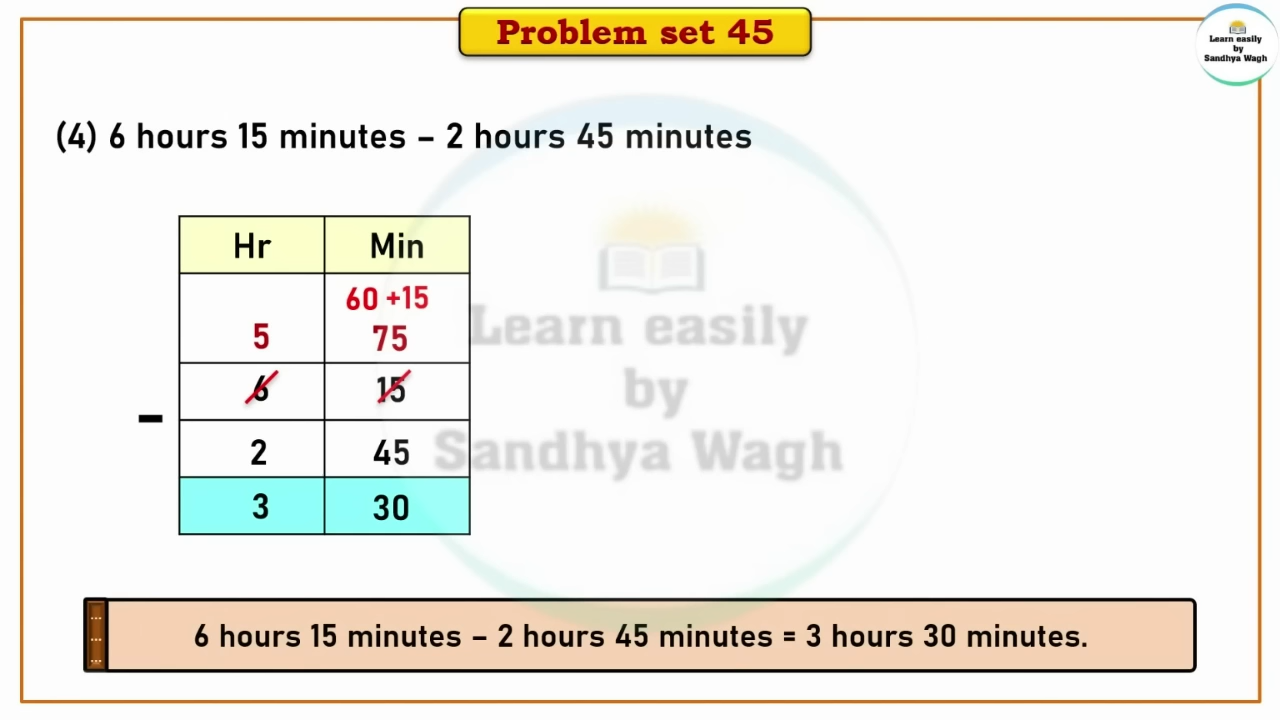 Problem set 45
Learn easily
by
Sandhya Wagh
(4) 6 hours 15 minutes – 2 hours 45 minutes
Hr Min
60 +15
5 75
6 15
- 2 45
3 30
Learn easily
by
Sandhya Wagh
6 hours 15 minutes – 2 hours 45 minutes = 3 hours 30 minutes.